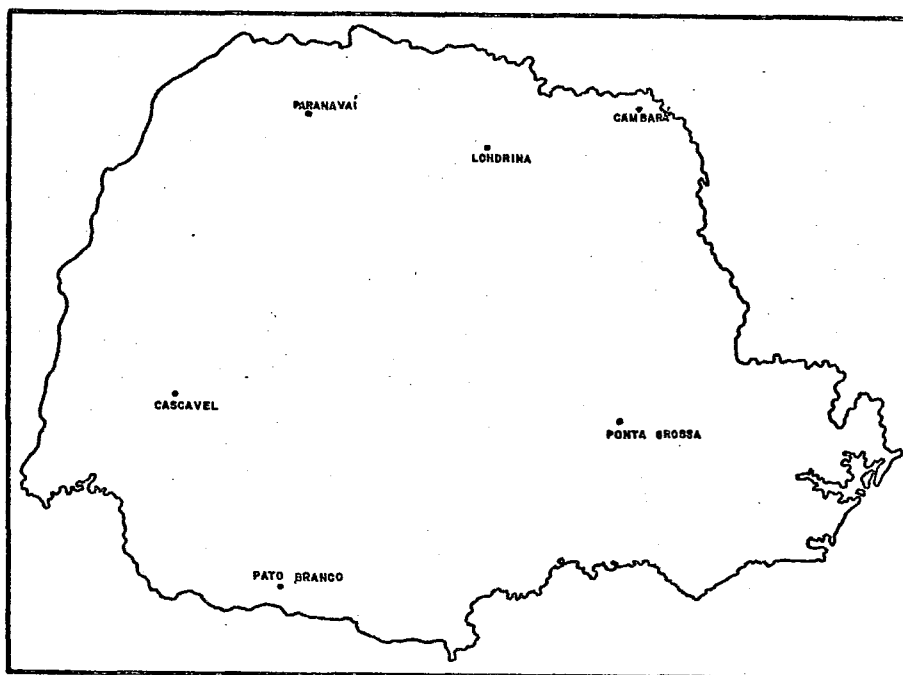 PARANAVAÍ
CAMBARÁ
LONDRINA
CASCAVEL
PONTA GROSSA
PATO BRANCO